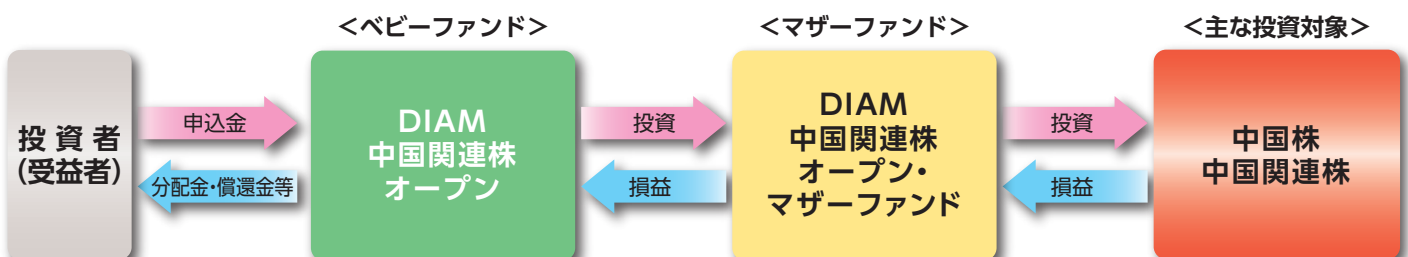 <ベビーファンド>
<マザーファンド>
<主な投資対象>
投資者
(受益者)
申込金
分配金・償還金等
DIAM
中国関連株
オープン
投資
損益
DIAM
中国関連株
オープン・
マザーファンド
投資
損益
中国株
中国関連株